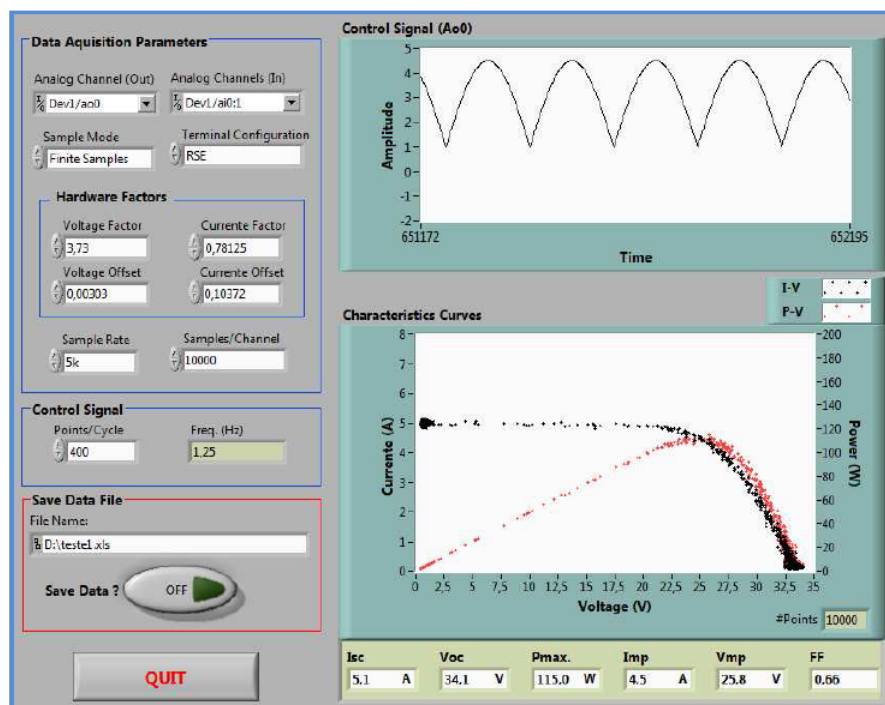 Data Aquisition Parameters
Analog Channel (Out) Analog Channels (In)
Dev1/ao0 Dev1/ai0:1
Sample Mode Terminal Configuration
Finite Samples RSE
Hardware Factors
Voltage Factor Currente Factor
3,73 0,78125
Voltage Offset Currente Offset
0,00303 0,10372
Sample Rate Samples/Channel
5k 10000
Control Signal
Points/Cycle Freq. (Hz)
400 1,25
Save Data File
File Name:
D:\teste1.xls
Save Data ? OFF
QUIT
Control Signal (Ao0)
Amplitude
5
4
3
2
1
0
-1
-2
651172 652195
Time
I-V
P-V
Characteristics Curves
Currente (A)
8
7
6
5
4
3
2
1
0
200
180
160
140
120
100
80
60
40
20
0
Power (W)
0 2,5 5 7,5 10 12,5 15 17,5 20 22,5 25 27,5 30 32,5 35
Voltage (V)
#Points 10000
Isc Voc Pmax. Imp Vmp FF
5.1 A 34.1 V 115.0 W 4.5 A 25.8 V 0.66